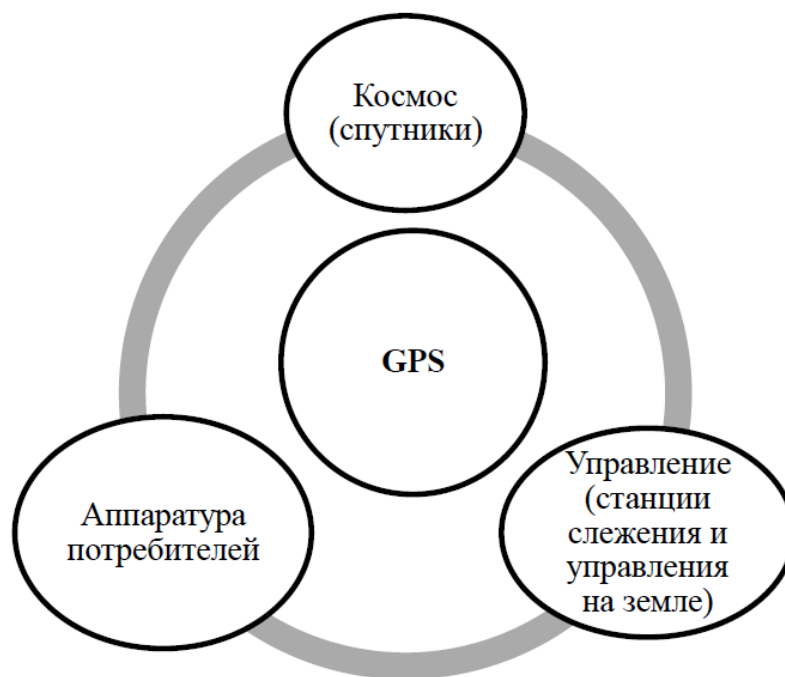 Космос
(спутники)
GPS
Аппаратура
потребителей
Управление
(станции
слежения и
управления
на земле)